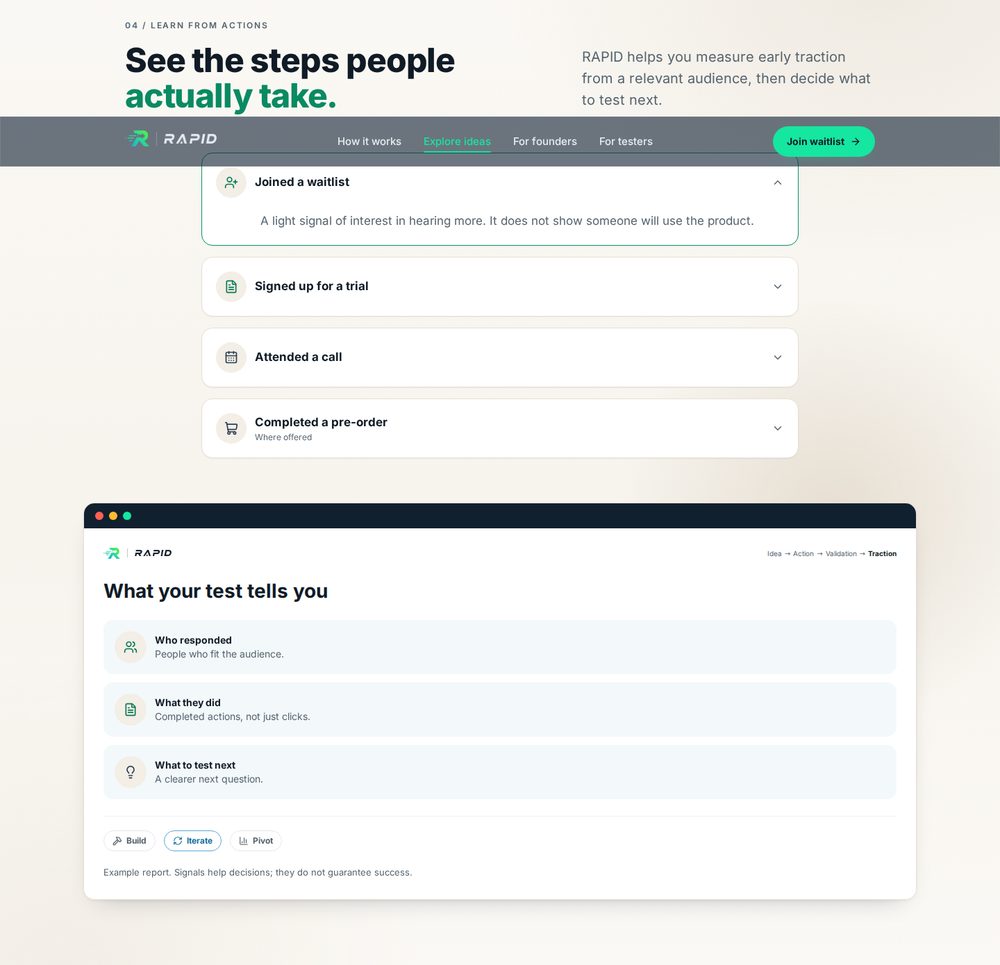 04 / LEARN FROM ACTIONS
See the steps people
actually take.
RAPID helps you measure early traction
from a relevant audience, then decide what
to test next.
RAPID
How it works
Explore ideas
For founders
For testers
Join waitlist →
Joined a waitlist
A light signal of interest in hearing more. It does not show someone will use the product.
Signed up for a trial
Attended a call
Completed a pre-order
Where offered
RAPID
Idea → Action → Validation → Traction
What your test tells you
Who responded
People who fit the audience.
What they did
Completed actions, not just clicks.
What to test next
A clearer next question.
Build
Iterate
Pivot
Example report. Signals help decisions; they do not guarantee success.